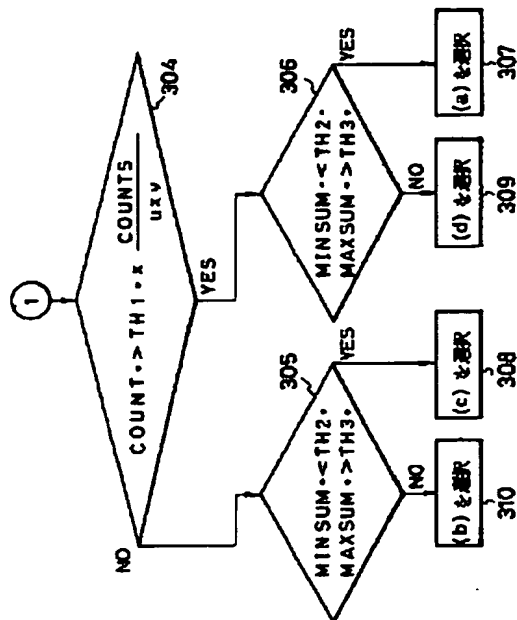 1
304
COUNT*>TH1*x COUNTS
uxv
NO
YES
305
MINSUM*<TH2*
MAXSUM*>TH3*
YES
NO
306
MINSUM*<TH2*
MAXSUM*>TH3*
YES
NO
(b)を選択
310
(c)を選択
308
(d)を選択
309
(a)を選択
307